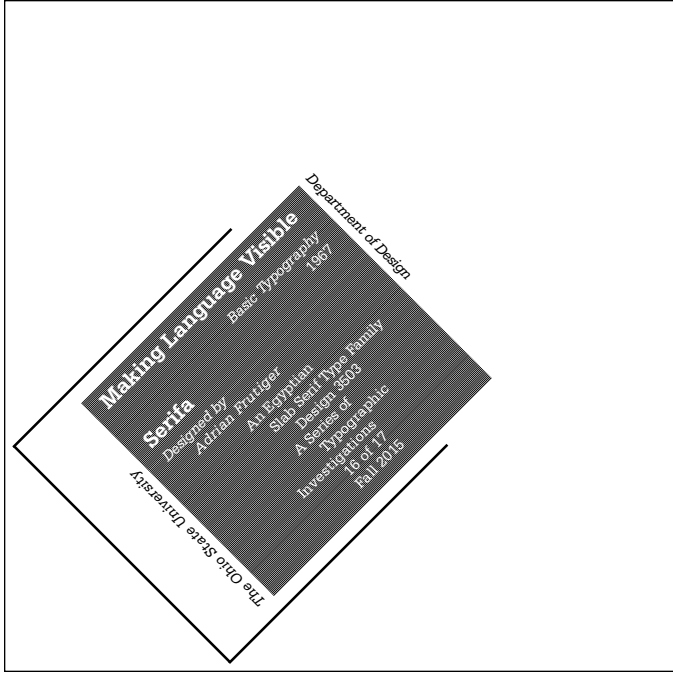 Department of Design
Making Language Visible
Basic Typography
1967
Serifa
Designed by
Adrian Frutiger
An Egyptian
Slab Serif Type Family
Design 3503
A Series of
Typographic
Investigations
16 of 17
Fall 2015
The Ohio State University